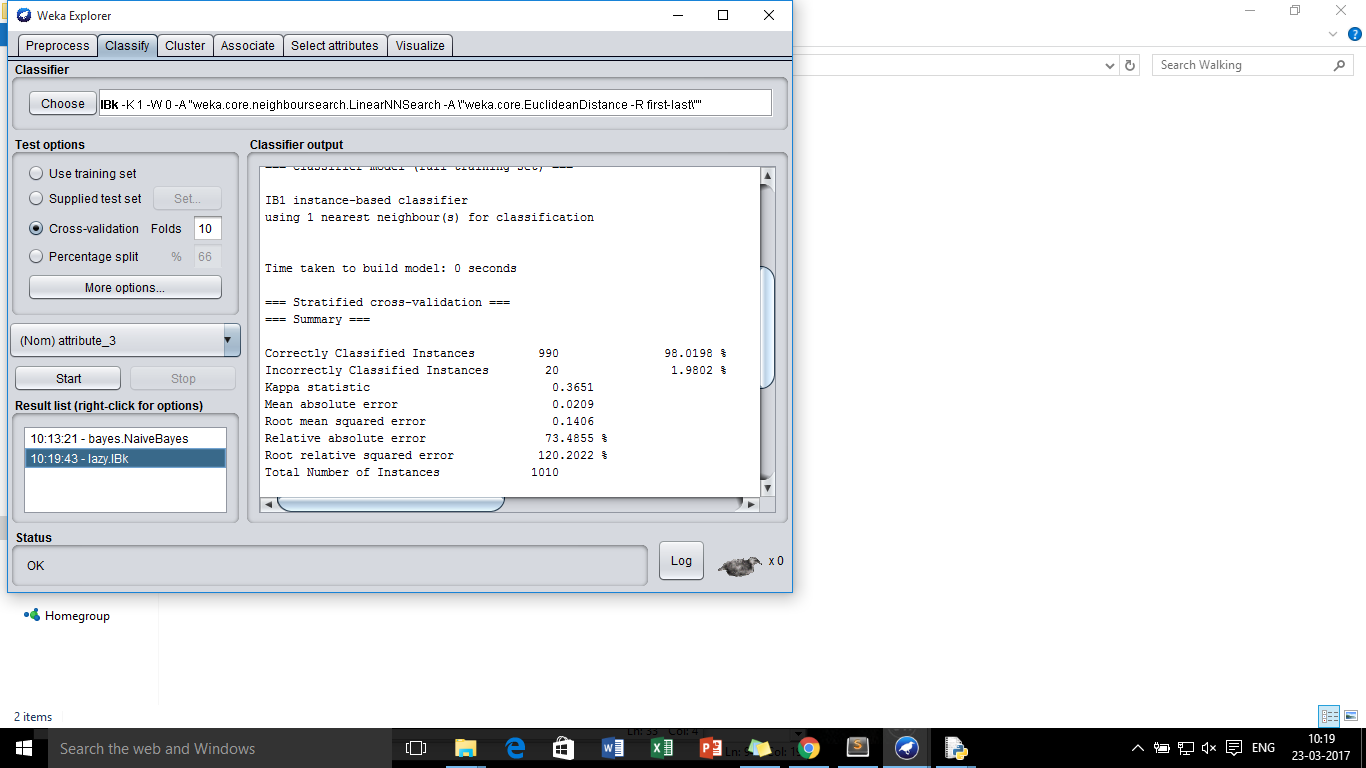 Weka Explorer
Preprocess Classify Cluster Associate Select attributes Visualize
Classifier
Choose IBk -K 1 -W 0 -A "weka.core.neighboursearch.LinearNNSearch -A \"weka.core.EuclideanDistance -R first-last\""
Search Walking
Test options
Use training set
Supplied test set Set...
Cross-validation Folds 10
Percentage split % 66
More options...
(Nom) attribute_3
Start Stop
Result list (right-click for options)
10:13:21 - bayes.NaiveBayes
10:19:43 - lazy.IBk
Classifier output
=== Classifier model (full training set) ===
IB1 instance-based classifier
using 1 nearest neighbour(s) for classification
Time taken to build model: 0 seconds
=== Stratified cross-validation ===
=== Summary ===
Correctly Classified Instances 990 98.0198 %
Incorrectly Classified Instances 20 1.9802 %
Kappa statistic 0.3651
Mean absolute error 0.0209
Root mean squared error 0.1406
Relative absolute error 73.4855 %
Root relative squared error 120.2022 %
Total Number of Instances 1010
Status
OK
Log
x 0
Homegroup
2 items
Search the web and Windows
ENG
10:19
23-03-2017